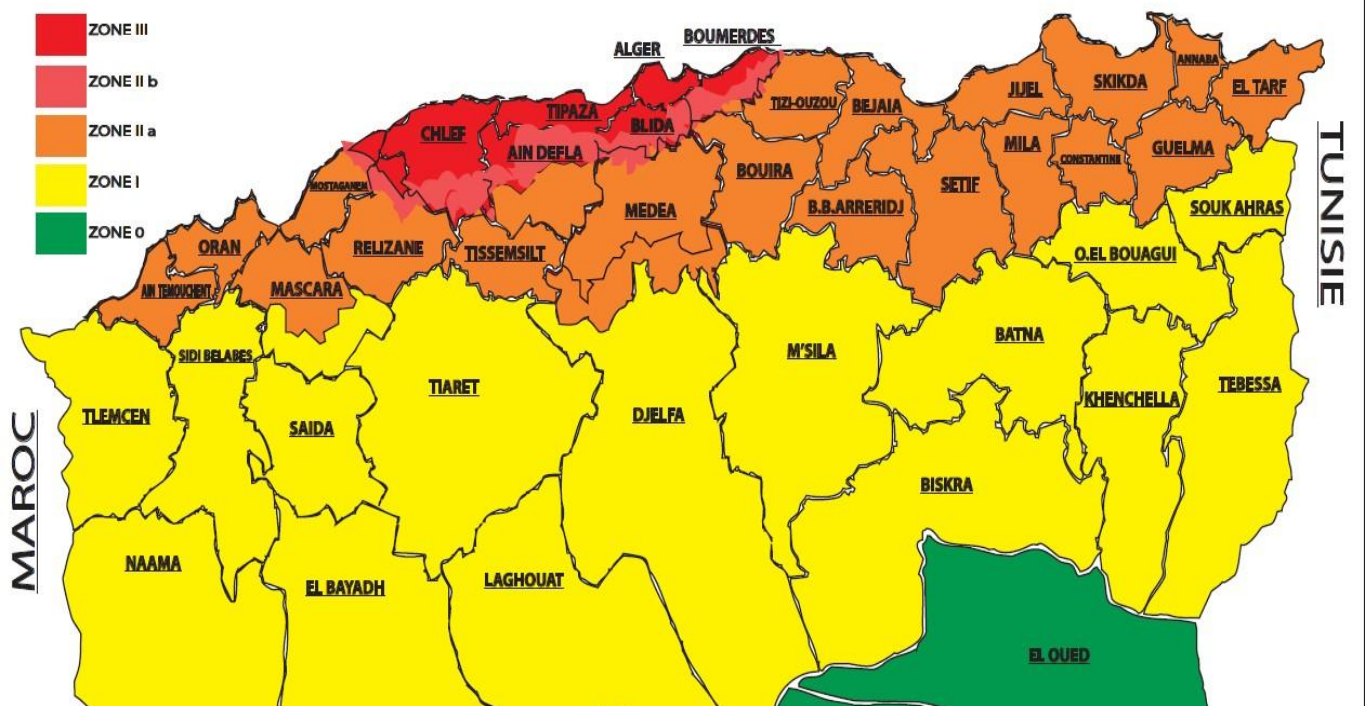 ZONE III
ZONE II b
ZONE II a
ZONE I
ZONE 0
BOUMERDES
ALGER
TIPAZA
CHLEF
BLIDA
AIN DEFLA
TIZI-OUZOU
BEJAIA
JIJEL
SKIKDA
ANNABA
EL TARF
MOSTAGANEM
BOUIRA
SETIF
MILA
CONSTANTINE
GUELMA
MEDEA
B.B.ARRERIDJ
SOUK AHRAS
ORAN
RELIZANE
TISSEMSILT
O.EL BOUAGUI
AIN TEMOUCHENT
MASCARA
TUNISIE
SIDI BELABES
M'SILA
BATNA
TLEMCEN
SAIDA
TIARET
DJELFA
KHENCHELLA
TEBESSA
BISKRA
MAROC
NAAMA
EL BAYADH
LAGHOUAT
EL OUED